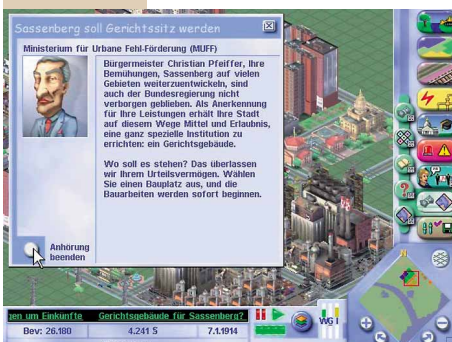 Sassenberg soll Gerichtssitz werden
Ministerium für Urbane Fehl-Förderung (MUFF)
Bürgermeister Christian Pfeiffer, Ihre
Bemühungen, Sassenberg auf vielen
Gebieten weiterzuentwickeln, sind
auch der Bundesregierung nicht
verborgen geblieben. Als Anerkennung
für Ihre Leistungen erhält Ihre Stadt
auf diesem Wege Mittel und Erlaubnis,
eine ganz spezielle Institution zu
errichten: ein Gerichtsgebäude.
Wo soll es stehen? Das überlassen
wir Ihrem Urteilsvermögen. Wählen
Sie einen Bauplatz aus, und die
Bauarbeiten werden sofort beginnen.
Anhörung
beenden
gen um Einkünfte Gerichtsgebäude für Sassenberg?
WGI
Bev: 26.180 4.241 S 7.1.1914